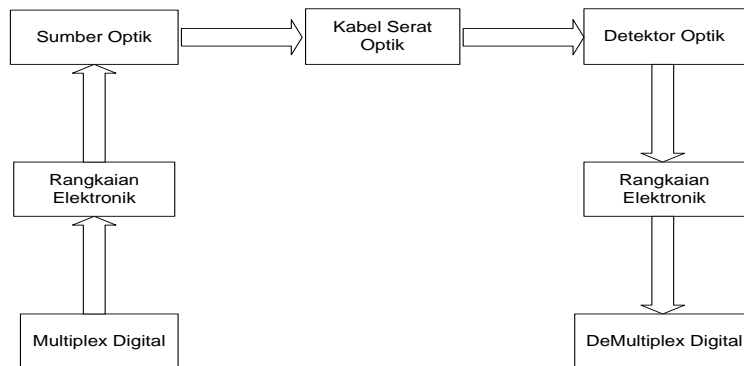 Sumber Optik
Kabel Serat
Optik
Detektor Optik
Rangkaian
Elektronik
Rangkaian
Elektronik
Multiplex Digital
DeMultiplex Digital